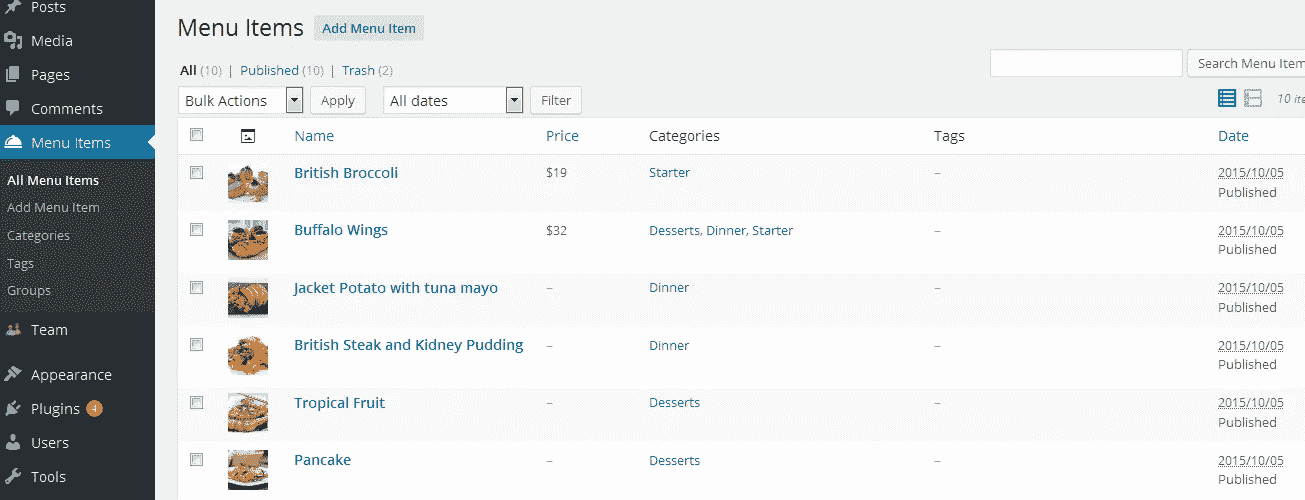 Posts
Media
Pages
Comments
Menu Items
All Menu Items
Add Menu Item
Categories
Tags
Groups
Team
Appearance
Plugins 4
Users
Tools
Menu Items Add Menu Item
All (10) | Published (10) | Trash (2)
Search Menu Item
Bulk Actions Apply All dates Filter
10 ite
Name Price Categories Tags Date
British Broccoli $19 Starter – 2015/10/05
Published
Buffalo Wings $32 Desserts, Dinner, Starter – 2015/10/05
Published
Jacket Potato with tuna mayo – Dinner – 2015/10/05
Published
British Steak and Kidney Pudding – Dinner – 2015/10/05
Published
Tropical Fruit – Desserts – 2015/10/05
Published
Pancake – Desserts – 2015/10/05
Published